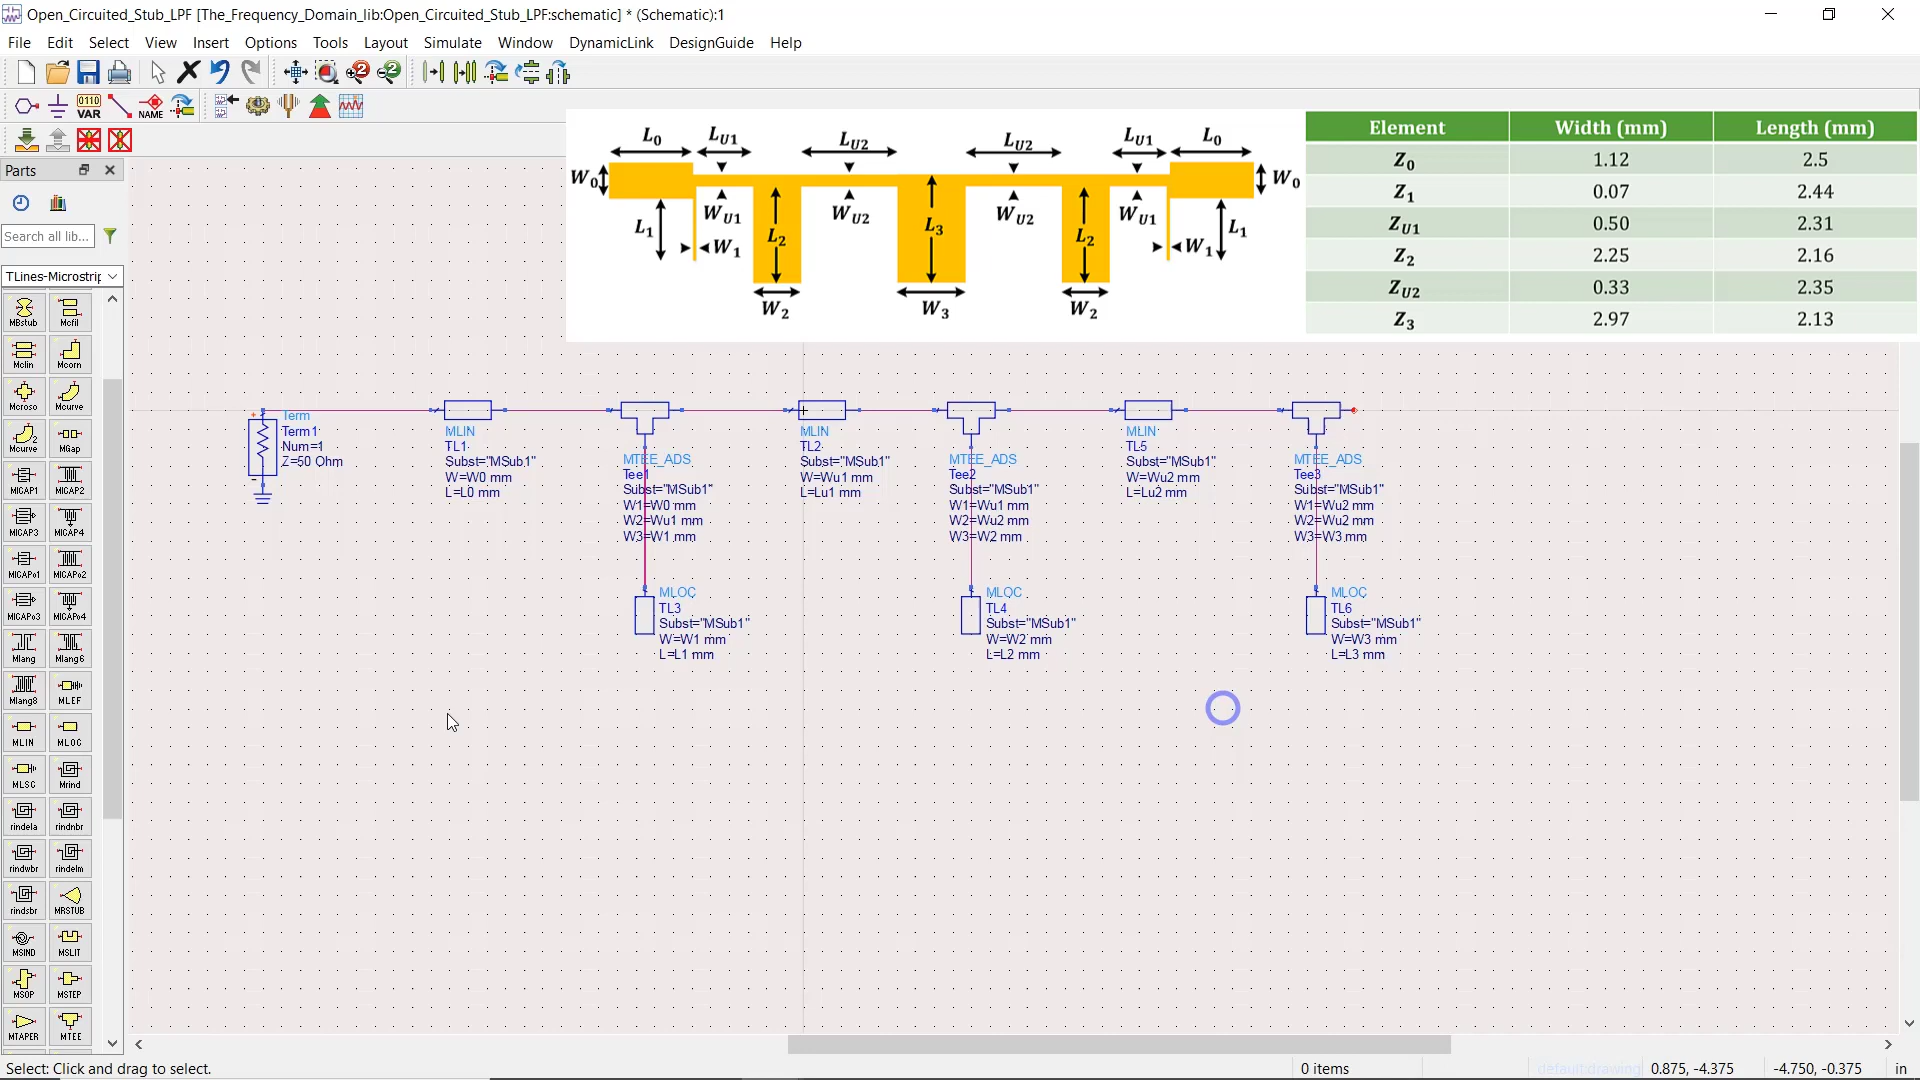 Open_Circuited_Stub_LPF [The_Frequency_Domain_lib:Open_Circuited_Stub_LPF:schematic] * (Schematic):1
File Edit Select View Insert Options Tools Layout Simulate Window DynamicLink DesignGuide Help
0110
VAR
NAME
Parts
Search all lib...
TLines-Microstrip
MBstub Mcfil
Mclin Mcorn
Mcroso Mcurve
Mcurve MGap
MICAP1 MICAP2
MICAP3 MICAP4
MICAPo1 MICAPo2
MICAPo3 MICAPo4
Mlang Mlang6
Mlang8 MLEF
MLIN MLOC
MLSC Mrind
rindela rindnbr
rindwbr rindelm
rindsbr MRSTUB
MSIND MSLIT
MSOP MSTEP
MTAPER MTEE
L0 LU1 LU2 LU2 LU1 L0
W0 W0
L1 W1 WU1 L2 WU2 L3 WU2 L2 WU1 W1 L1
W2 W3 W2
Element Width (mm) Length (mm)
Z0 1.12 2.5
Z1 0.07 2.44
ZU1 0.50 2.31
Z2 2.25 2.16
ZU2 0.33 2.35
Z3 2.97 2.13
Term
Term1
Num=1
Z=50 Ohm
MLIN
TL1
Subst="MSub1"
W=W0 mm
L=L0 mm
MTEE_ADS
Tee1
Subst="MSub1"
W1=W0 mm
W2=Wu1 mm
W3=W1 mm
MLIN
TL2
Subst="MSub1"
W=Wu1 mm
L=Lu1 mm
MTEE_ADS
Tee2
Subst="MSub1"
W1=Wu1 mm
W2=Wu2 mm
W3=W2 mm
MLIN
TL5
Subst="MSub1"
W=Wu2 mm
L=Lu2 mm
MTEE_ADS
Tee3
Subst="MSub1"
W1=Wu2 mm
W2=Wu2 mm
W3=W3 mm
MLOC
TL3
Subst="MSub1"
W=W1 mm
L=L1 mm
MLOC
TL4
Subst="MSub1"
W=W2 mm
L=L2 mm
MLOC
TL6
Subst="MSub1"
W=W3 mm
L=L3 mm
Select: Click and drag to select.
0 items
default:drawing
0.875, -4.375
-4.750, -0.375
in